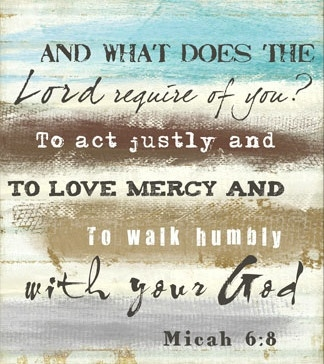 AND WHAT DOES THE
Lord require of you?
To act justly and
TO LOVE MERCY AND
To walk humbly
with your God
Micah 6:8